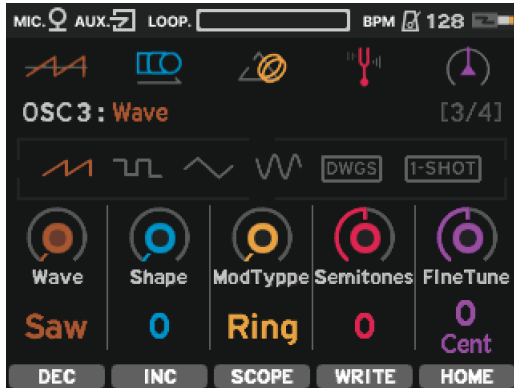 MIC. AUX. LOOP. BPM 128
OSC 3 : Wave [3/4]
DWGS 1-SHOT
Wave Shape ModTyppe Semitones FIneTune
Saw 0 Ring 0 0 Cent
DEC INC SCOPE WRITE HOME